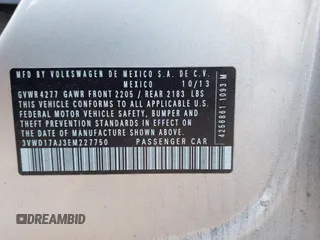 MFD. BY VOLKSWAGEN DE MEXICO S.A. DE C.V.
MEXICO 10/13
GVWR 4277 GAWR FRONT 2205 / REAR 2183 LBS
THIS VEHICLE CONFORMS TO ALL APPLICABLE U.S.
FEDERAL MOTOR VEHICLE SAFETY, BUMPER, AND
THEFT PREVENTION STANDARDS IN EFFECT ON THE
DATE OF MANUFACTURE SHOWN ABOVE
3VWD17AJ3EM227750 PASSENGER CAR
4256861 1093 M
DREAMBID